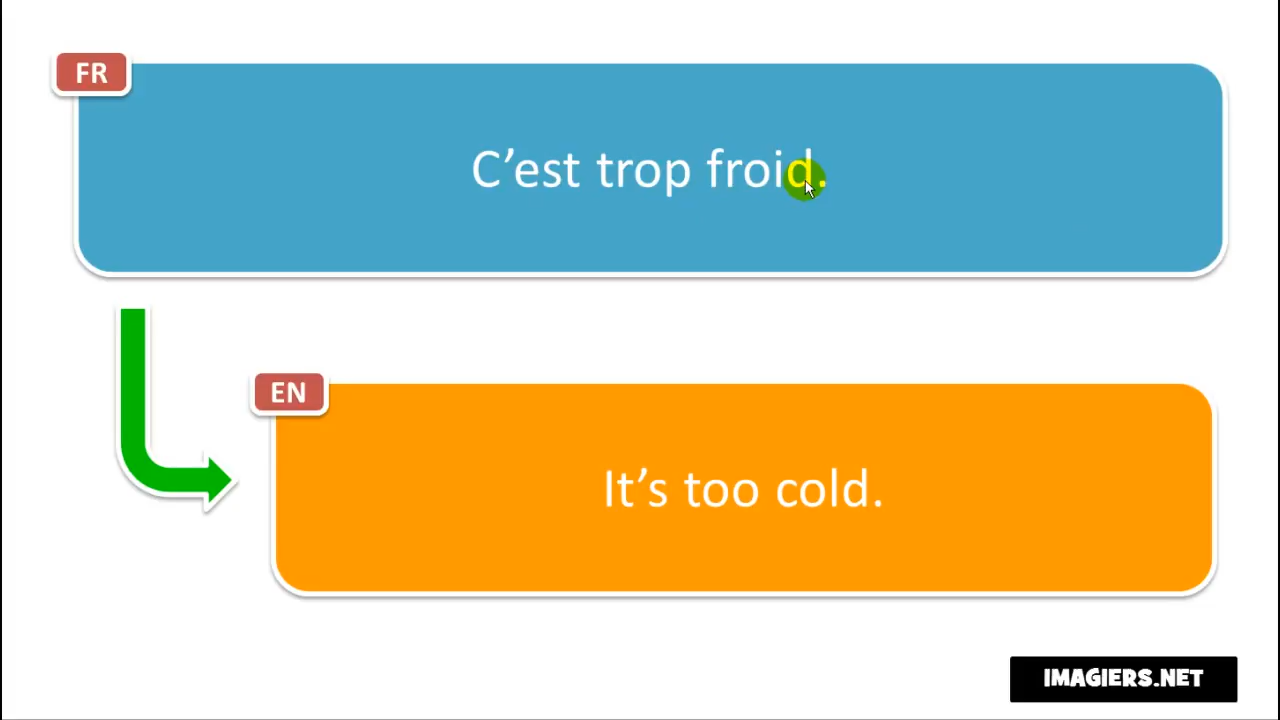 FR
C’est trop froid.
EN
It’s too cold.
IMAGIERS.NET